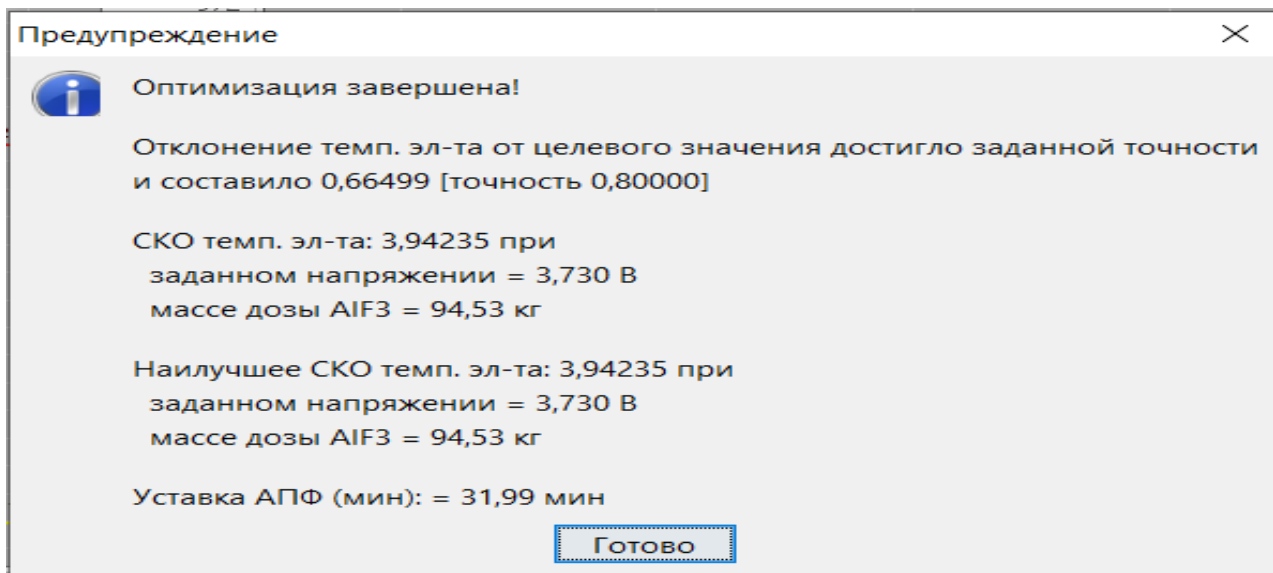 Предупреждение
Оптимизация завершена!
Отклонение темп. эл-та от целевого значения достигло заданной точности
и составило 0,66499 [точность 0,80000]
СКО темп. эл-та: 3,94235 при
заданном напряжении = 3,730 В
массе дозы AlF3 = 94,53 кг
Наилучшее СКО темп. эл-та: 3,94235 при
заданном напряжении = 3,730 В
массе дозы AlF3 = 94,53 кг
Уставка АПФ (мин): = 31,99 мин
Готово